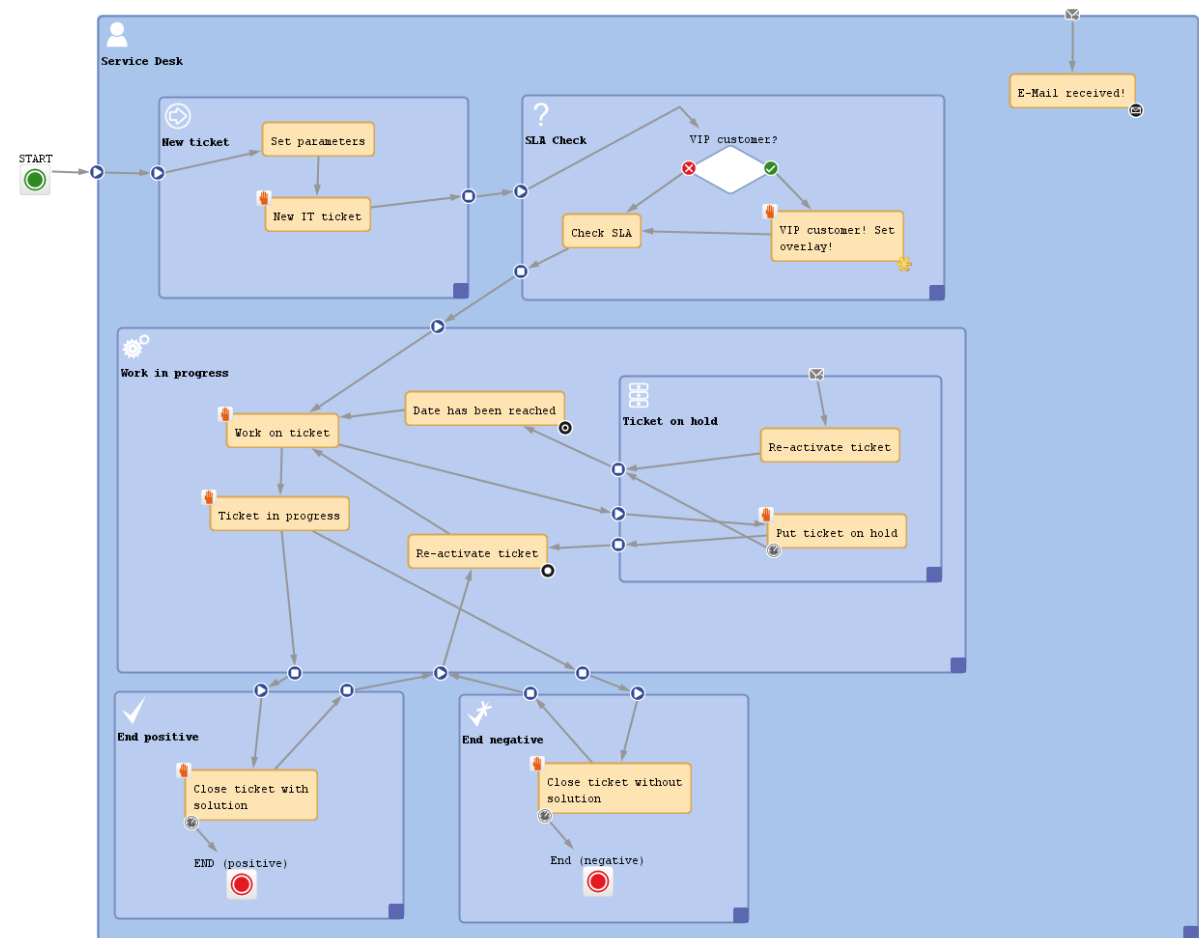 Service Desk
E-Mail received!
START
New ticket
Set parameters
New IT ticket
SLA Check
VIP customer?
Check SLA
VIP customer! Set
overlay!
Work in progress
Work on ticket
Date has been reached
Ticket on hold
Re-activate ticket
Ticket in progress
Re-activate ticket
Put ticket on hold
End positive
Close ticket with
solution
END (positive)
End negative
Close ticket without
solution
End (negative)